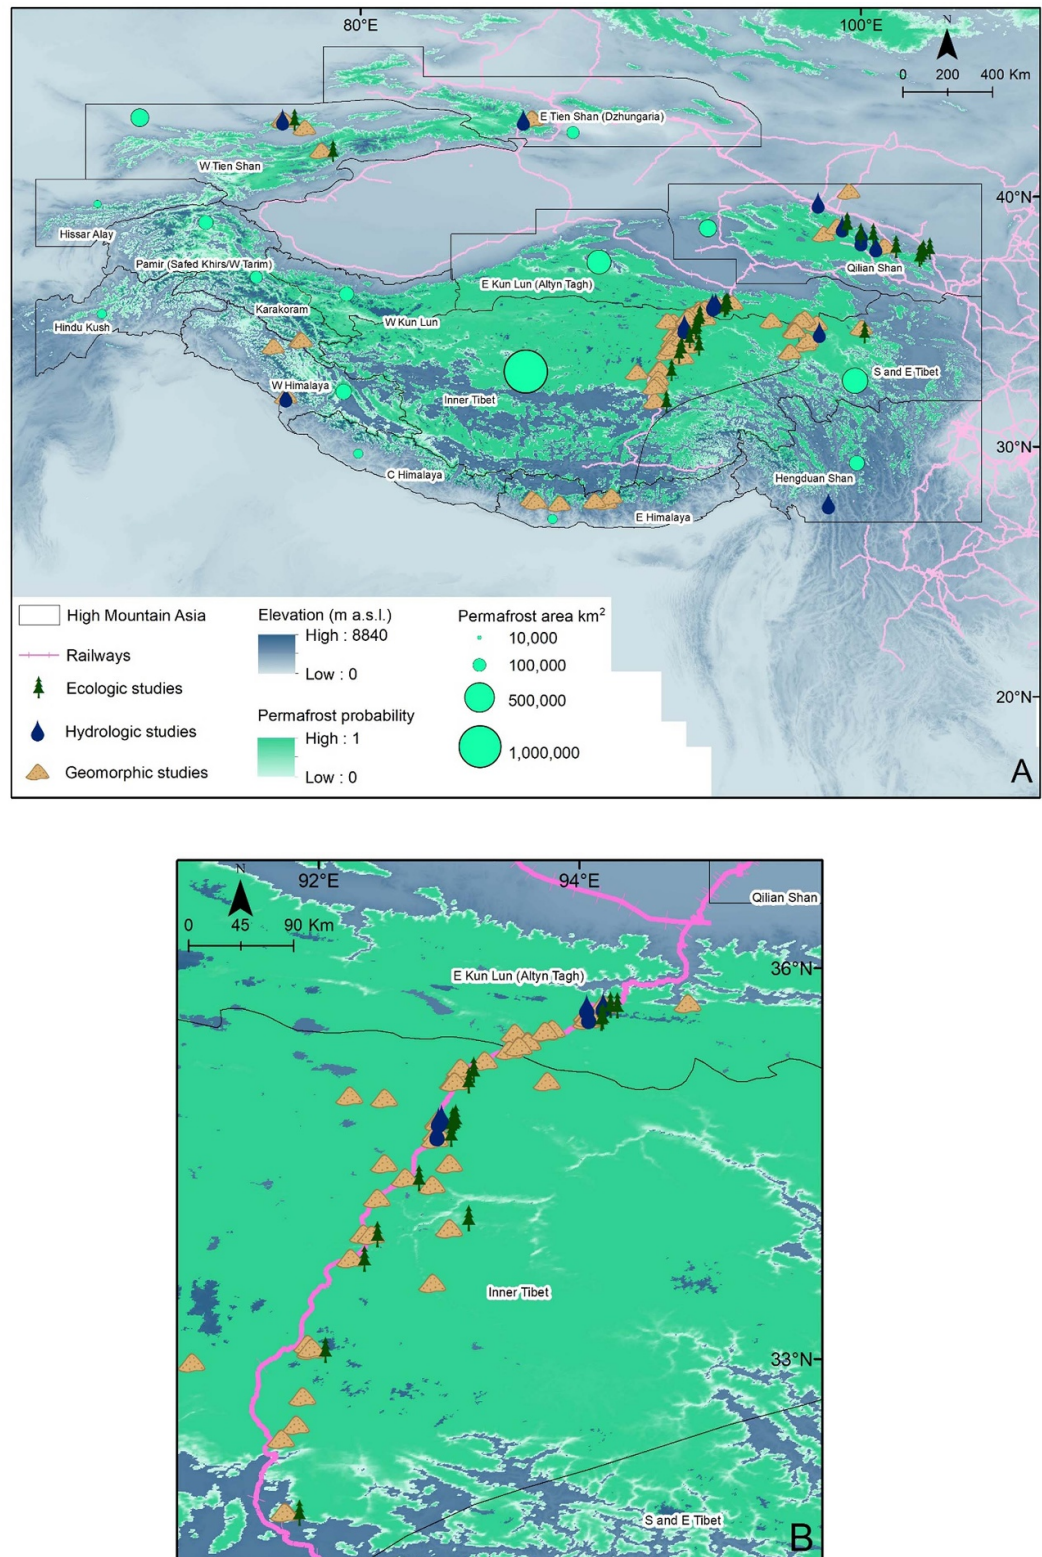 80°E
100°E
N
0 200 400 Km
E Tien Shan (Dzhungaria)
W Tien Shan
40°N
Hissar Alay
Pamir (Safed Khirs/W Tarim)
Qilian Shan
E Kun Lun (Altyn Tagh)
Karakoram
Hindu Kush
W Kun Lun
S and E Tibet
W Himalaya
Inner Tibet
30°N
C Himalaya
Hengduan Shan
E Himalaya
High Mountain Asia
Railways
Ecologic studies
Hydrologic studies
Geomorphic studies
Elevation (m a.s.l.)
High : 8840
Low : 0
Permafrost probability
High : 1
Low : 0
Permafrost area km²
10,000
100,000
500,000
1,000,000
20°N
A
92°E
94°E
N
0 45 90 Km
Qilian Shan
36°N
E Kun Lun (Altyn Tagh)
Inner Tibet
33°N
S and E Tibet
B